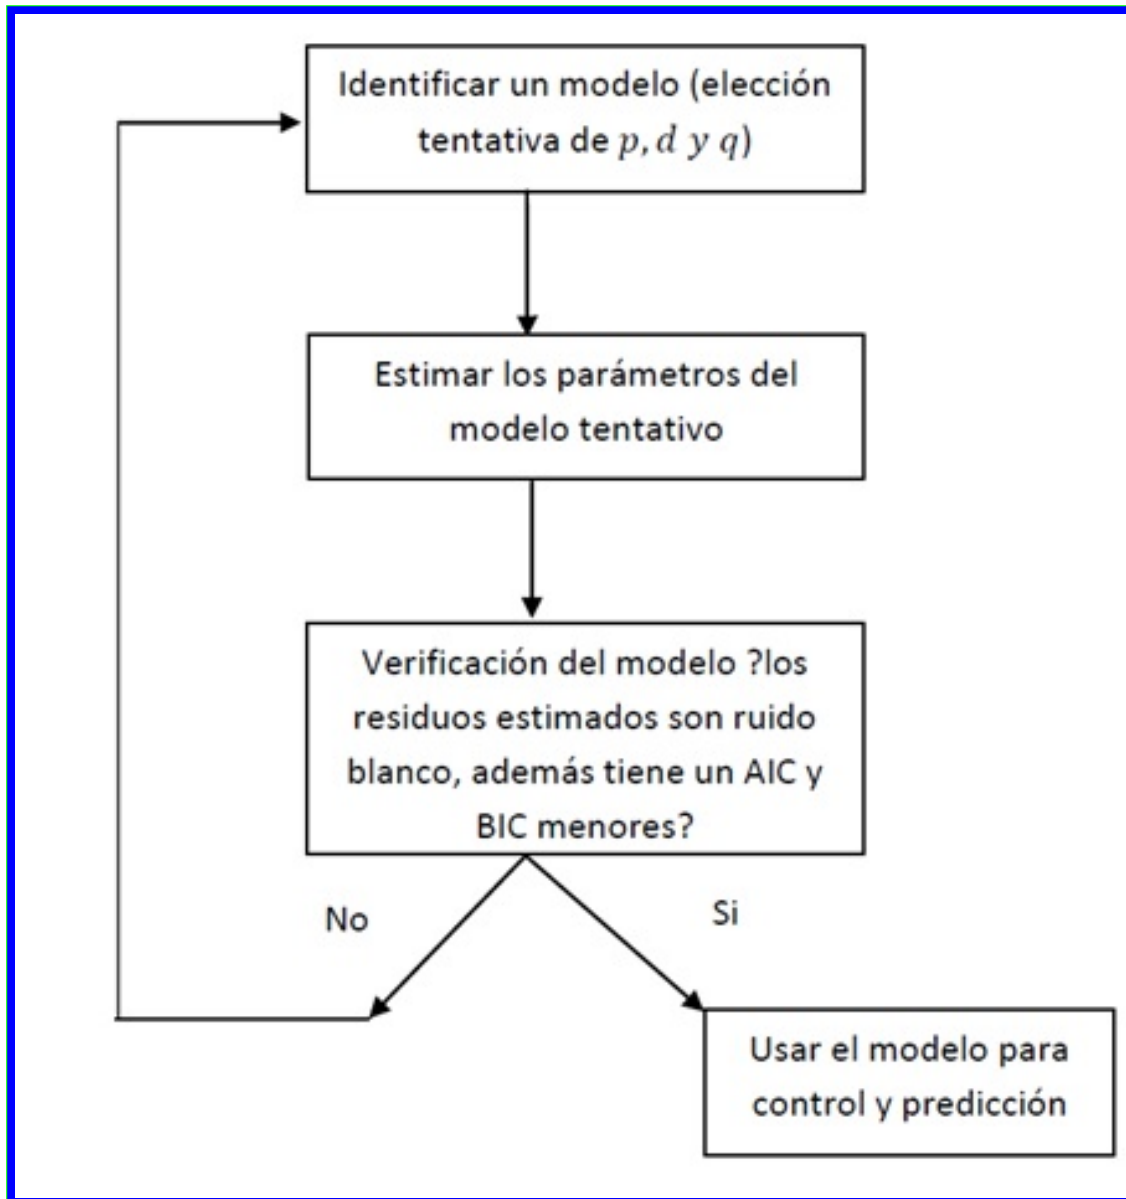 Identificar un modelo (elección
tentativa de p, d y q)
Estimar los parámetros del
modelo tentativo
Verificación del modelo ?los
residuos estimados son ruido
blanco, además tiene un AIC y
BIC menores?
No
Si
Usar el modelo para
control y predicción